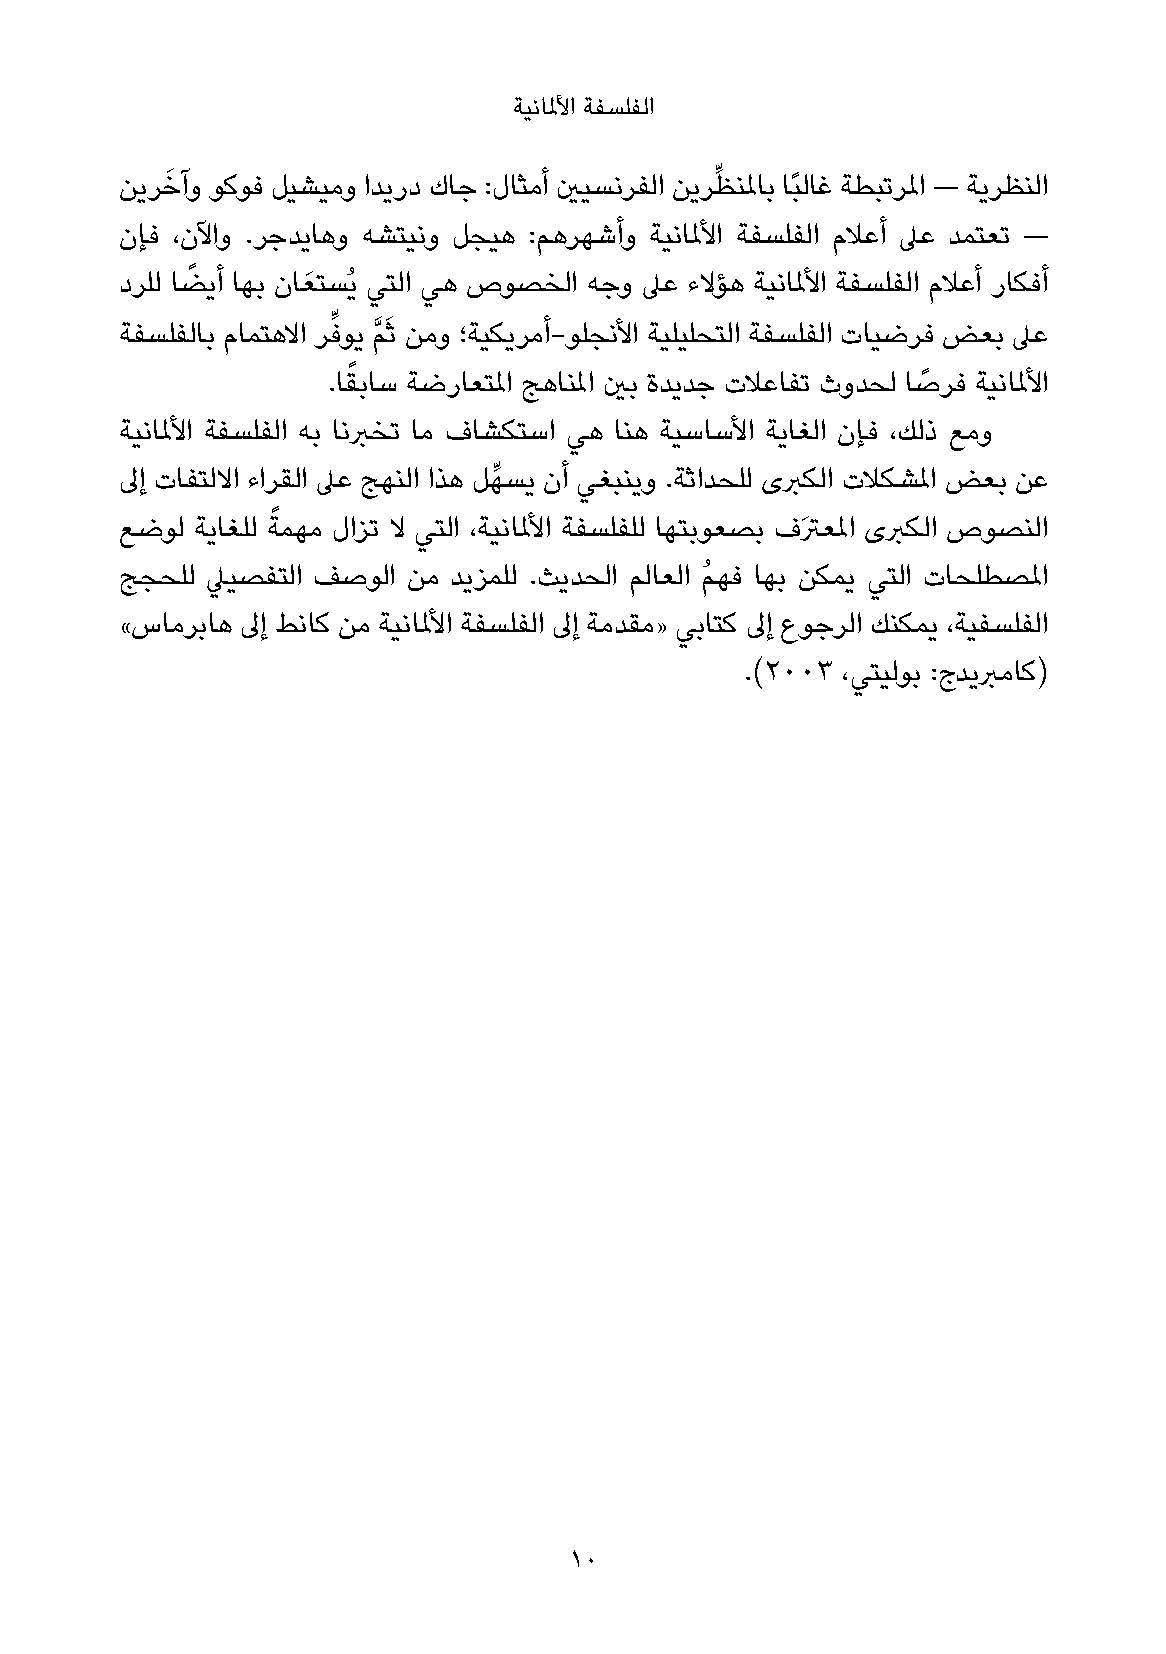 الفلسفة الألمانية
النظرية — المرتبطة غالبًا بالمنظِّرين الفرنسيين أمثال: جاك دريدا وميشيل فوكو وآخَرين
— تعتمد على أعلام الفلسفة الألمانية وأشهرهم: هيجل ونيتشه وهايدجر. والآن، فإن
أفكار أعلام الفلسفة الألمانية هؤلاء على وجه الخصوص هي التي يُستعَان بها أيضًا للرد
على بعض فرضيات الفلسفة التحليلية الأنجلو-أمريكية؛ ومن ثَمَّ يوفِّر الاهتمام بالفلسفة
الألمانية فرصًا لحدوث تفاعلات جديدة بين المناهج المتعارضة سابقًا.
ومع ذلك، فإن الغاية الأساسية هنا هي استكشاف ما تخبرنا به الفلسفة الألمانية
عن بعض المشكلات الكبرى للحداثة. وينبغي أن يسهِّل هذا النهج على القراء الالتفات إلى
النصوص الكبرى المعترَف بصعوبتها للفلسفة الألمانية، التي لا تزال مهمةً للغاية لوضع
المصطلحات التي يمكن بها فهمُ العالم الحديث. للمزيد من الوصف التفصيلي للحجج
الفلسفية، يمكنك الرجوع إلى كتابي «مقدمة إلى الفلسفة الألمانية من كانط إلى هابرماس»
(كامبريدج: بوليتي، ٢٠٠٣).
١٠